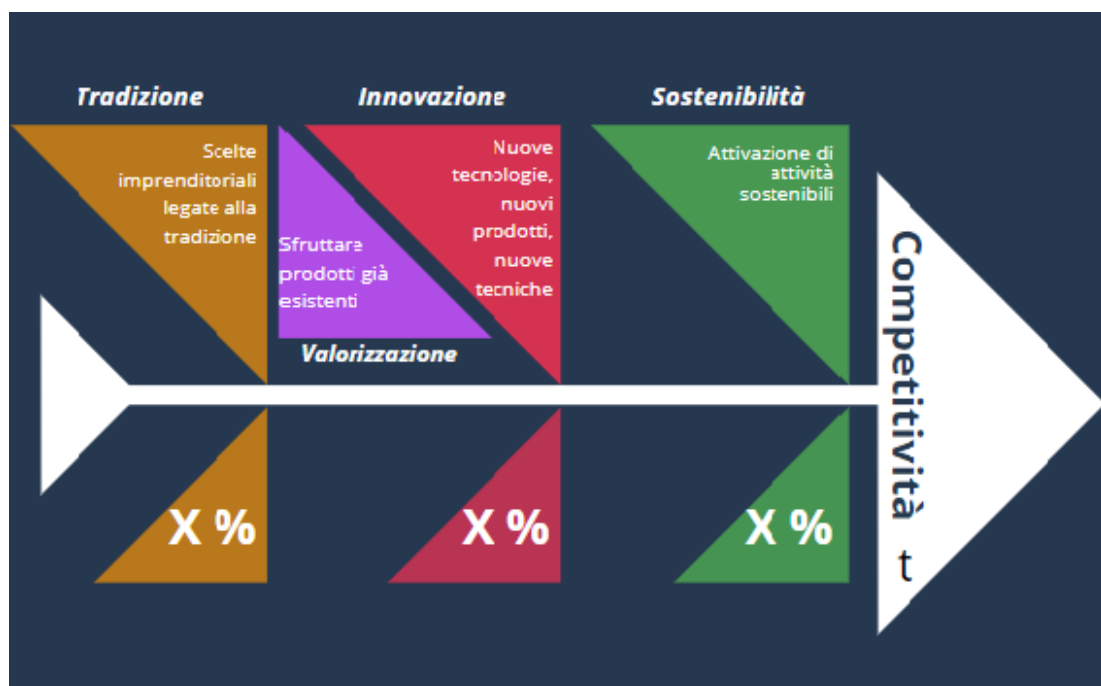 Tradizione
Scelte
imprenditoriali
legate alla
tradizione
Sfruttare
prodotti già
esistenti
Valorizzazione
Innovazione
Nuove
tecnologie,
nuovi
prodotti,
nuove
tecniche
Sostenibilità
Attivazione di
attività
sostenibili
X %
X %
X %
Competitività
t